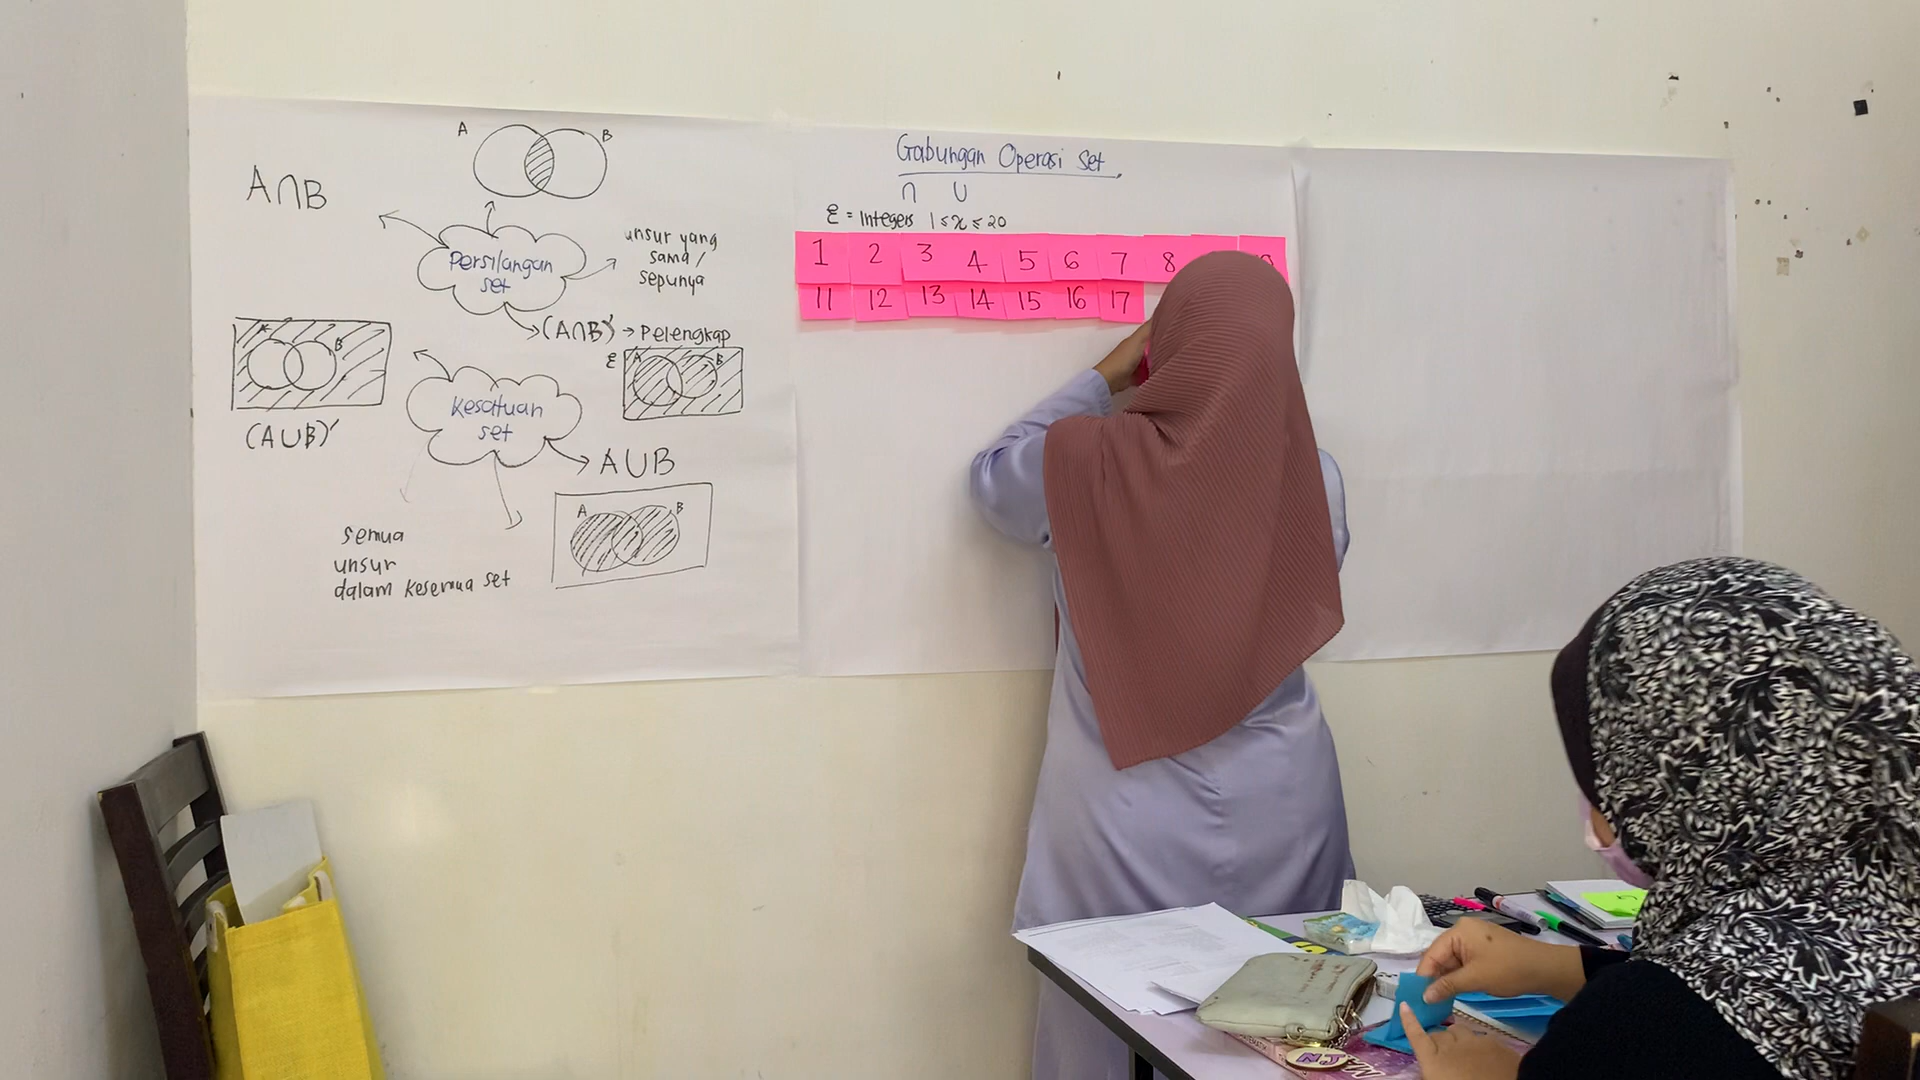 A
B
A∩B
Persilangan
set
unsur yang
sama /
sepunya
(A∩B)' → Pelengkap
ε
A
B
B
(A∪B)'
Kesatuan
set
A∪B
A
B
semua
unsur
dalam kesemua set
Gabungan Operasi Set
∩ ∪
ε = Integers 1 ≤ x ≤ 20
1 2 3 4 5 6 7 8
11 12 13 14 15 16 17